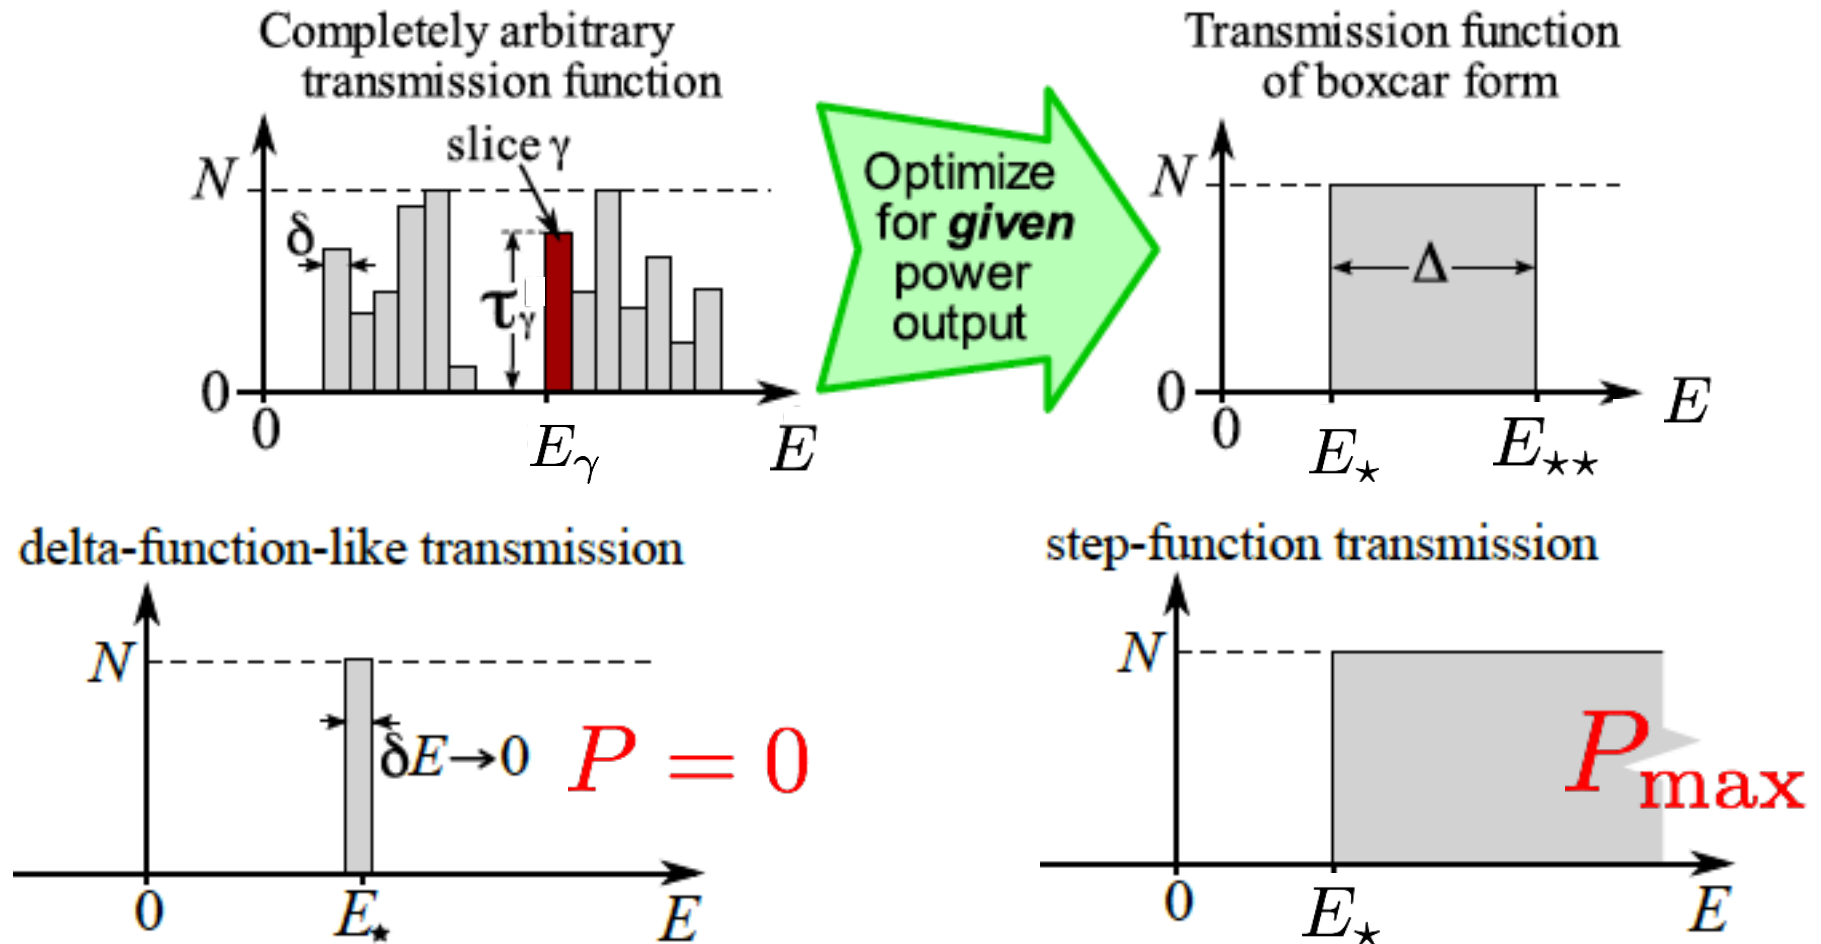 Completely arbitrary
transmission function
slice γ
N
δ
τγ
0
0
Eγ
E
Optimize
for given
power
output
Transmission function
of boxcar form
N
Δ
0
0
E⋆
E⋆⋆
E
delta-function-like transmission
N
δE→0
P = 0
0
E⋆
E
step-function transmission
N
Pmax
0
E⋆
E